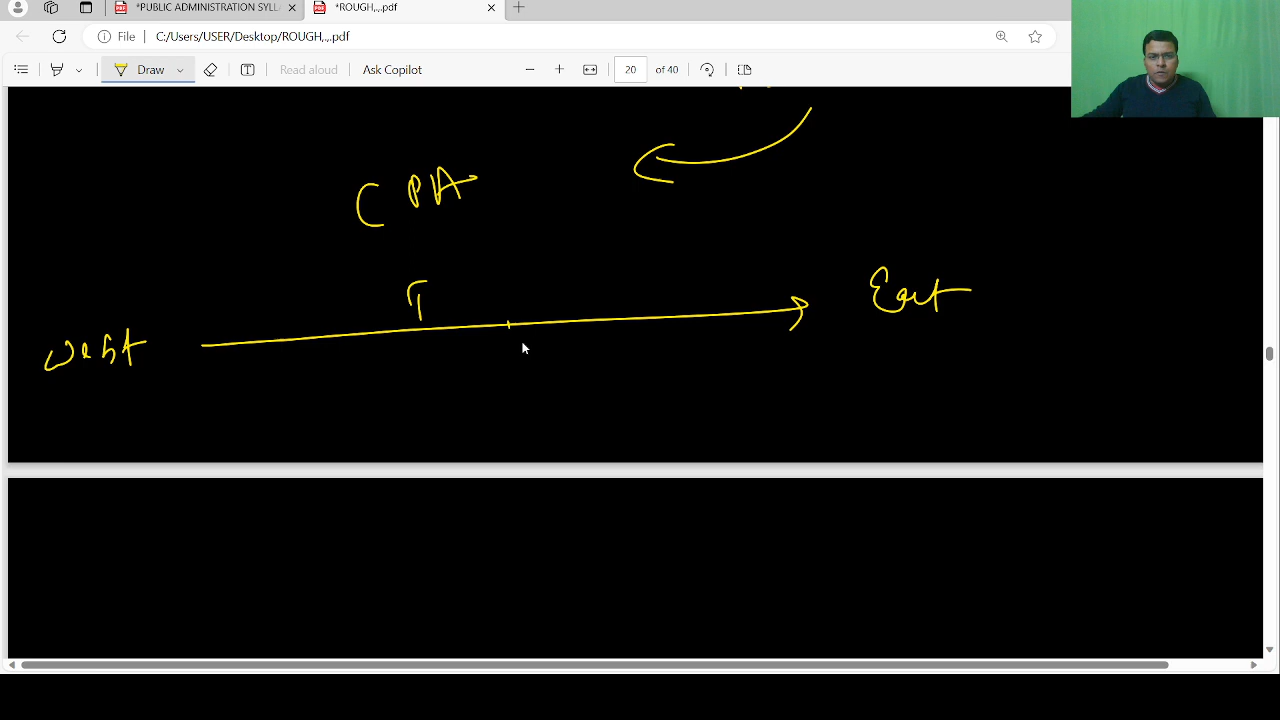 *PUBLIC ADMINISTRATION SYLLA
*ROUGH,,,.pdf
File
C:/Users/USER/Desktop/ROUGH,,,.pdf
Draw
Read aloud
Ask Copilot
20 of 40
CPA
T
East
West